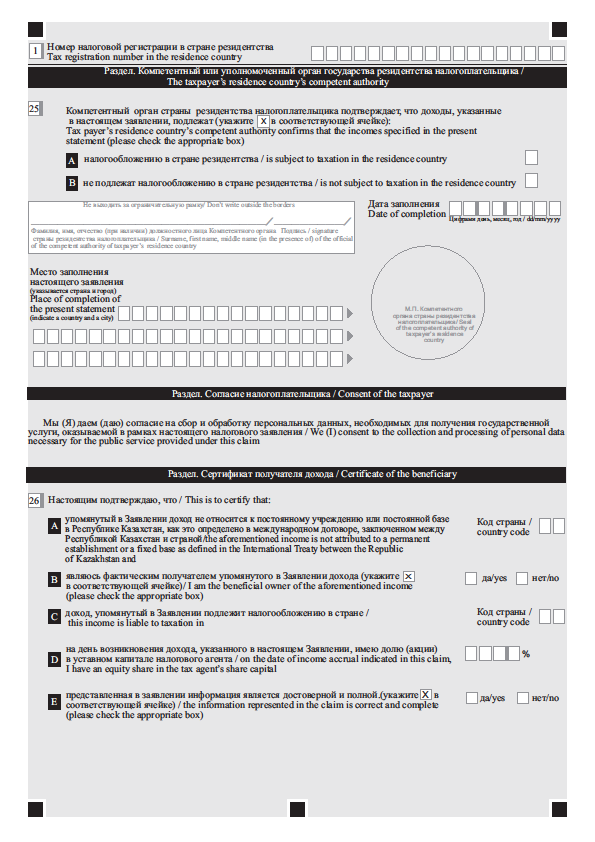 1 Номер налоговой регистрации в стране резидентства
Tax registration number in the residence country
Раздел. Компетентный или уполномоченный орган государства резидентства налогоплательщика /
The taxpayer's residence country's competent authority
25 Компетентный орган страны резидентства налогоплательщика подтверждает, что доходы, указанные
в настоящем заявлении, подлежат (укажите X в соответствующей ячейке):
Tax payer's residence country's competent authority confirms that the incomes specified in the present
statement (please check the appropriate box)
A налогообложению в стране резидентства / is subject to taxation in the residence country
B не подлежат налогообложению в стране резидентства / is not subject to taxation in the residence country
Не выходить за ограничительную рамку/ Don't write outside the borders
Фамилия, имя, отчество (при наличии) должностного лица Компетентного органа Подпись / signature
страны резидентства налогоплательщика / Surname, first name, middle name (in the presence of) of the official
of the competent authority of taxpayer's residence country
Дата заполнения
Date of completion
Цифрами день, месяц, год / dd/mm/yyyy
Место заполнения
настоящего заявления
(указывается страна и город)
Place of completion of
the present statement
(indicate a country and a city)
М.П. Компетентного
органа страны резидентства
налогоплательщика/ Seal
of the competent authority of
taxpayer's residence
country
Раздел. Согласие налогоплательщика / Consent of the taxpayer
Мы (Я) даем (даю) согласие на сбор и обработку персональных данных, необходимых для получения государственной
услуги, оказываемой в рамках настоящего налогового заявления / We (I) consent to the collection and processing of personal data
necessary for the public service provided under this claim
Раздел. Сертификат получателя дохода / Certificate of the beneficiary
26 Настоящим подтверждаю, что / This is to certify that:
A упомянутый в Заявлении доход не относится к постоянному учреждению или постоянной базе
в Республике Казахстан, как это определено в международном договоре, заключенном между
Республикой Казахстан и страной/the aforementioned income is not attributed to a permanent
establishment or a fixed base as defined in the International Treaty between the Republic
of Kazakhstan and
Код страны /
country code
B являюсь фактическим получателем упомянутого в Заявлении дохода (укажите X
в соответствующей ячейке)/ I am the beneficial owner of the aforementioned income
(please check the appropriate box)
да/yes нет/no
C доход, упомянутый в Заявлении подлежит налогообложению в стране /
this income is liable to taxation in
Код страны /
country code
D на день возникновения дохода, указанного в настоящем Заявлении, имею долю (акции)
в уставном капитале налогового агента / on the date of income accrual indicated in this claim,
I have an equity share in the tax agent's share capital
%
E представленная в заявлении информация является достоверной и полной.(укажите X в
соответствующей ячейке) / the information represented in the claim is correct and complete
(please check the appropriate box)
да/yes нет/no